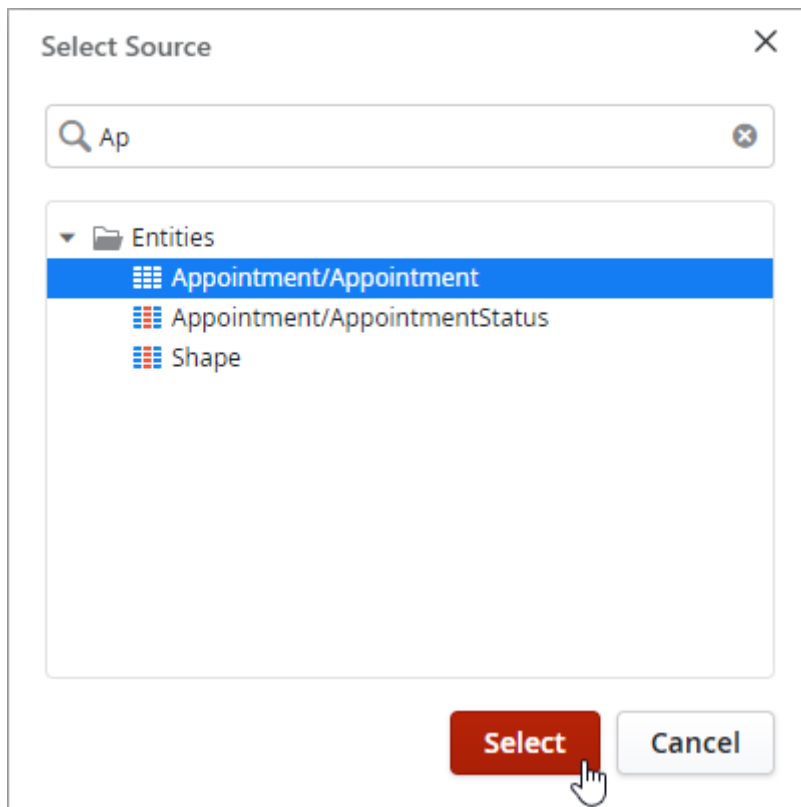 Select Source
Ap
Entities
Appointment/Appointment
Appointment/AppointmentStatus
Shape
Select Cancel